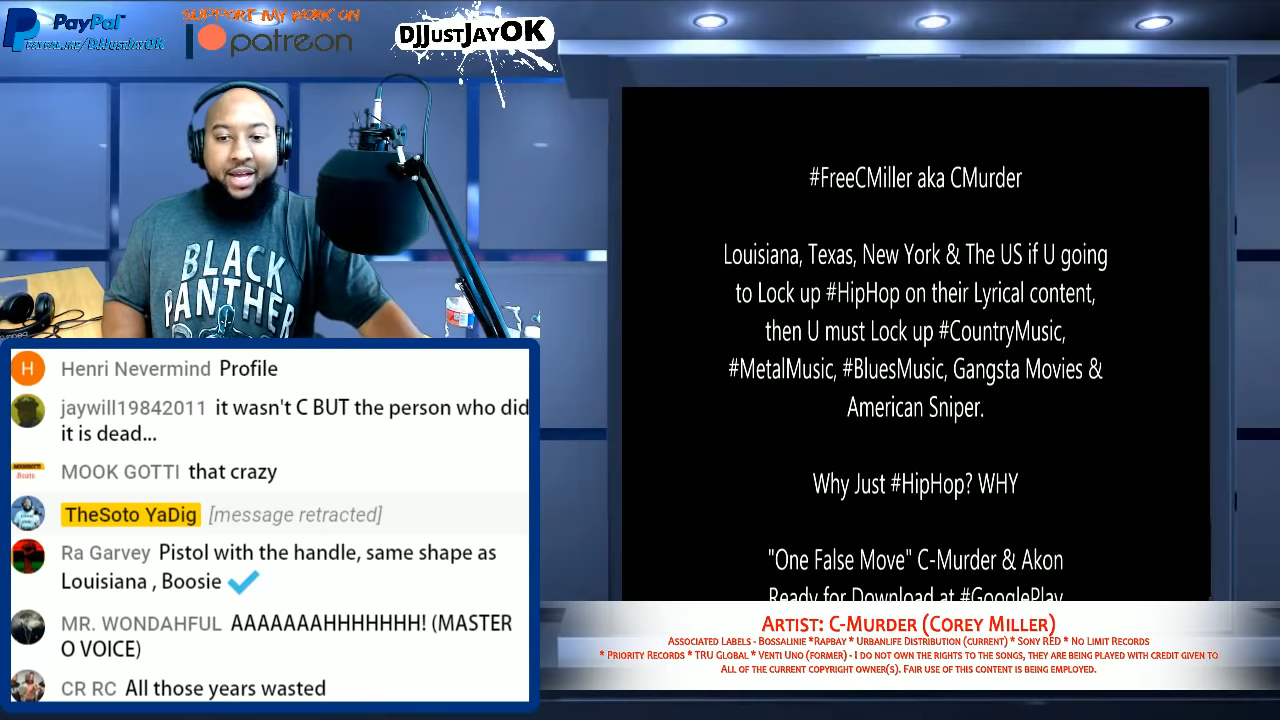 PayPal
SUPPORT MY WORK ON
patreon
DJJustJayOK
BLACK
PANTHER
#FreeCMiller aka CMurder
Louisiana, Texas, New York & The US if U going
to Lock up #HipHop on their Lyrical content,
then U must Lock up #CountryMusic,
#MetalMusic, #BluesMusic, Gangsta Movies &
American Sniper.
Why Just #HipHop? WHY
"One False Move" C-Murder & Akon
Ready for Download at #GooglePlay
H
Henri Nevermind Profile
jaywill19842011 it wasn't C BUT the person who did
it is dead...
MOOK GOTTI that crazy
TheSoto YaDig [message retracted]
Ra Garvey Pistol with the handle, same shape as
Louisiana , Boosie
MR. WONDAHFUL AAAAAAAHHHHHHH! (MASTER
O VOICE)
CR RC All those years wasted
Artist: C-Murder (Corey Miller)
Associated Labels - Bossalinie *Rapbay * Urbanlife Distribution (current) * Sony RED * No Limit Records
* Priority Records * TRU Global * Venti Uno (former) - I do not own the rights to the songs, they are being played with credit given to
all of the current copyright owner(s). Fair use of this content is being employed.